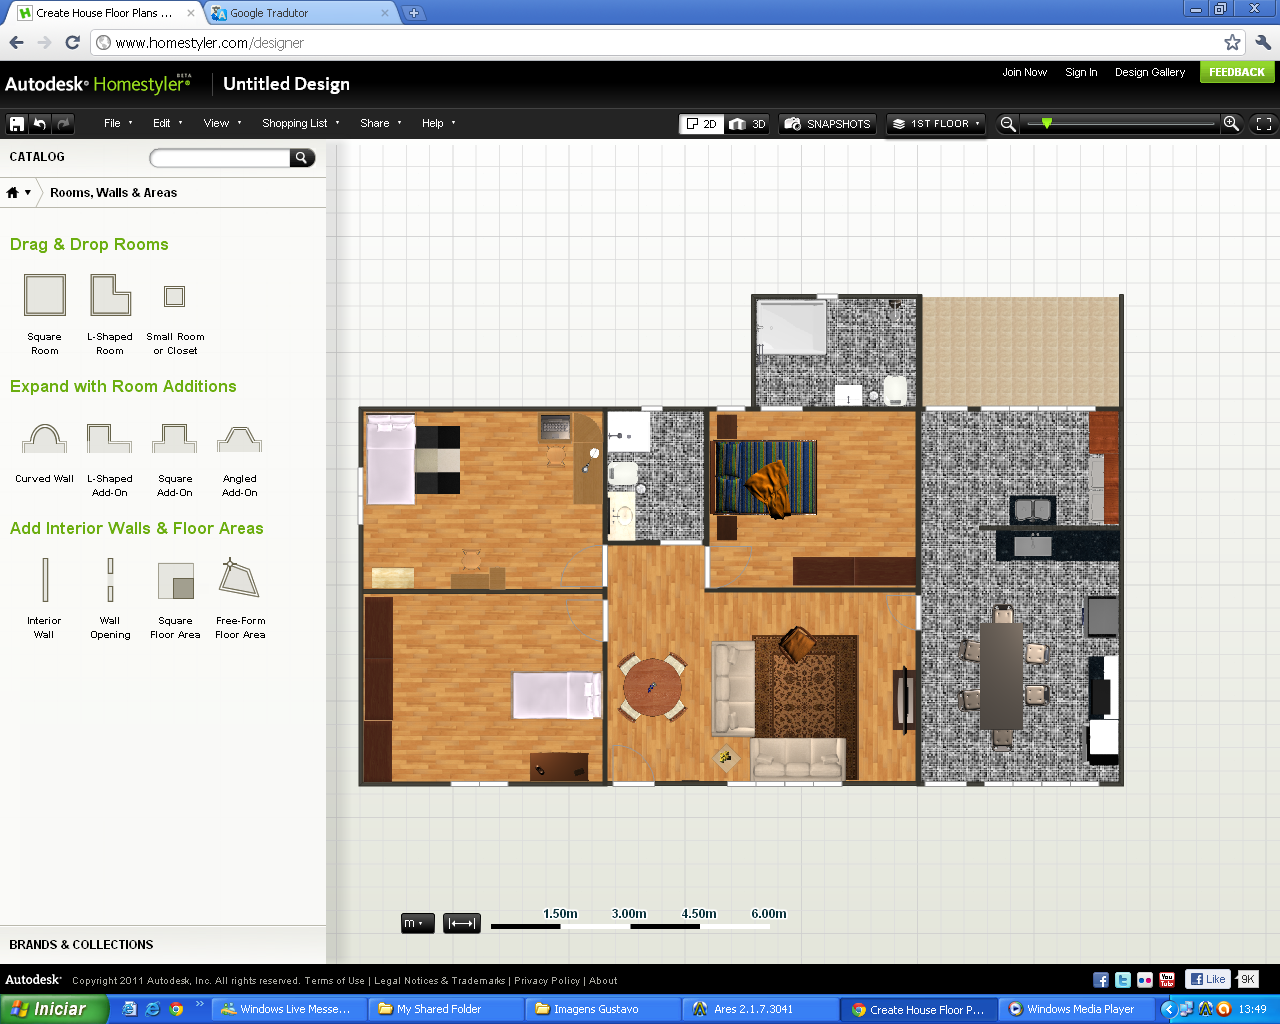 Create House Floor Plans ...
Google Tradutor
www.homestyler.com/designer
Autodesk® Homestyler® BETA
Untitled Design
Join Now
Sign In
Design Gallery
FEEDBACK
File
Edit
View
Shopping List
Share
Help
2D
3D
SNAPSHOTS
1ST FLOOR
CATALOG
Rooms, Walls & Areas
Drag & Drop Rooms
Square
Room
L-Shaped
Room
Small Room
or Closet
Expand with Room Additions
Curved Wall
L-Shaped
Add-On
Square
Add-On
Angled
Add-On
Add Interior Walls & Floor Areas
Interior
Wall
Wall
Opening
Square
Floor Area
Free-Form
Floor Area
m
1.50m
3.00m
4.50m
6.00m
BRANDS & COLLECTIONS
Autodesk® Copyright 2011 Autodesk, Inc. All rights reserved. Terms of Use | Legal Notices & Trademarks | Privacy Policy | About
You Tube
Like
9K
Iniciar
Windows Live Messe...
My Shared Folder
Imagens Gustavo
Ares 2.1.7.3041
Create House Floor P...
Windows Media Player
13:49